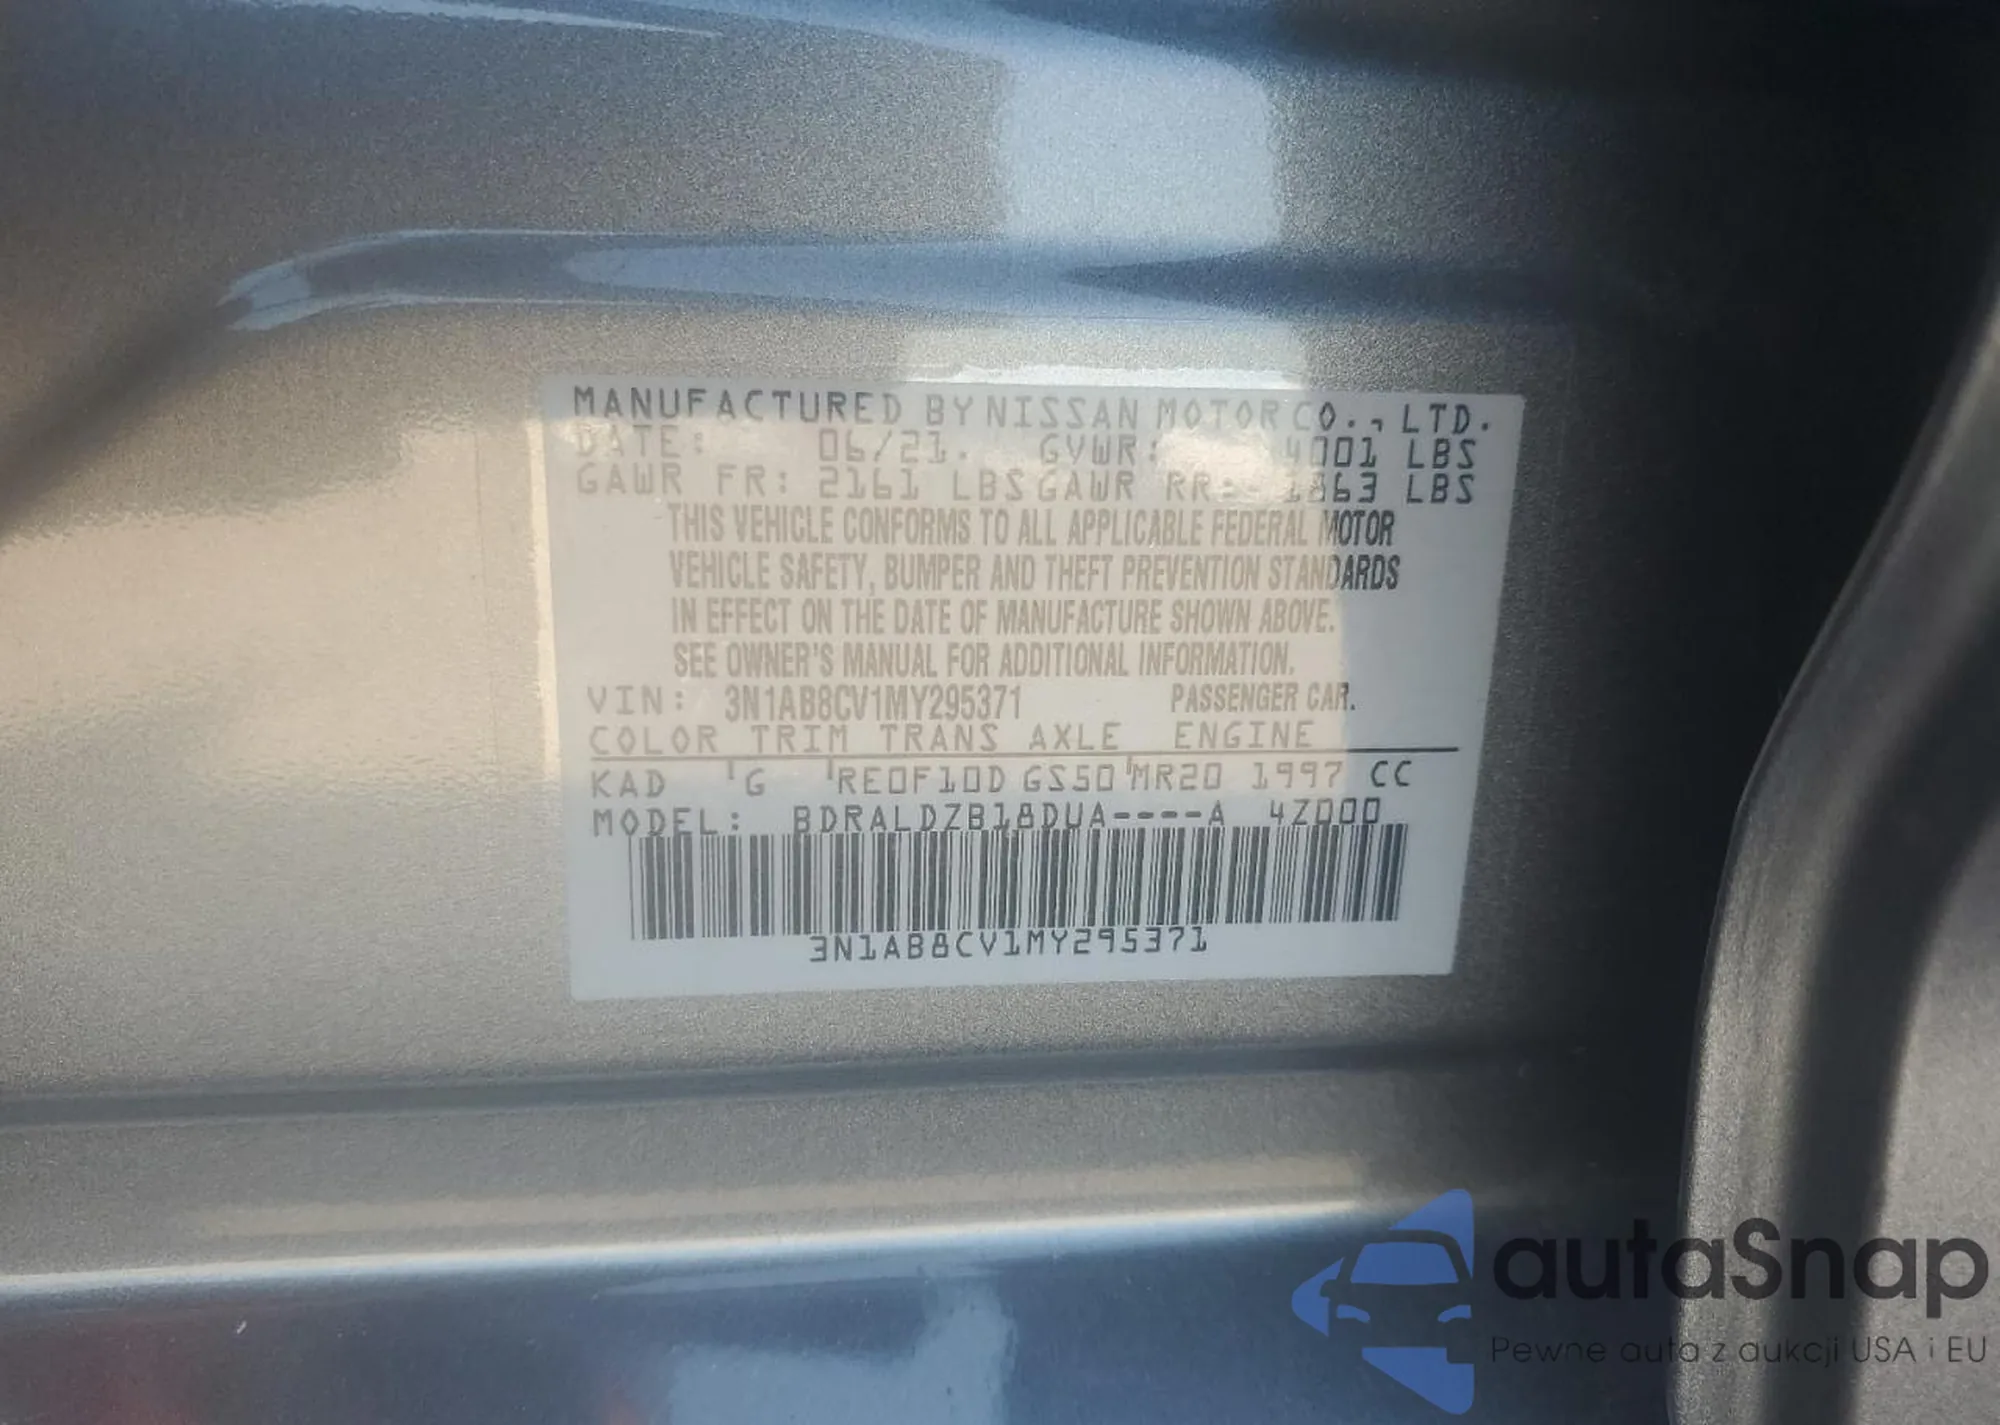 MANUFACTURED BY NISSAN MOTOR CO., LTD.
DATE: 06/21. GVWR: 4001 LBS
GAWR FR: 2161 LBS GAWR RR: 1863 LBS
THIS VEHICLE CONFORMS TO ALL APPLICABLE FEDERAL MOTOR
VEHICLE SAFETY, BUMPER AND THEFT PREVENTION STANDARDS
IN EFFECT ON THE DATE OF MANUFACTURE SHOWN ABOVE.
SEE OWNER'S MANUAL FOR ADDITIONAL INFORMATION.
VIN: 3N1AB8CV1MY295371 PASSENGER CAR.
COLOR TRIM TRANS AXLE ENGINE
KAD 'G 'RE0F10D GS50'MR20 1997 CC
MODEL: BDRALDZB18DUA----A 4Z000
3N1AB8CV1MY295371
autaSnap
Pewne auta z aukcji USA i EU